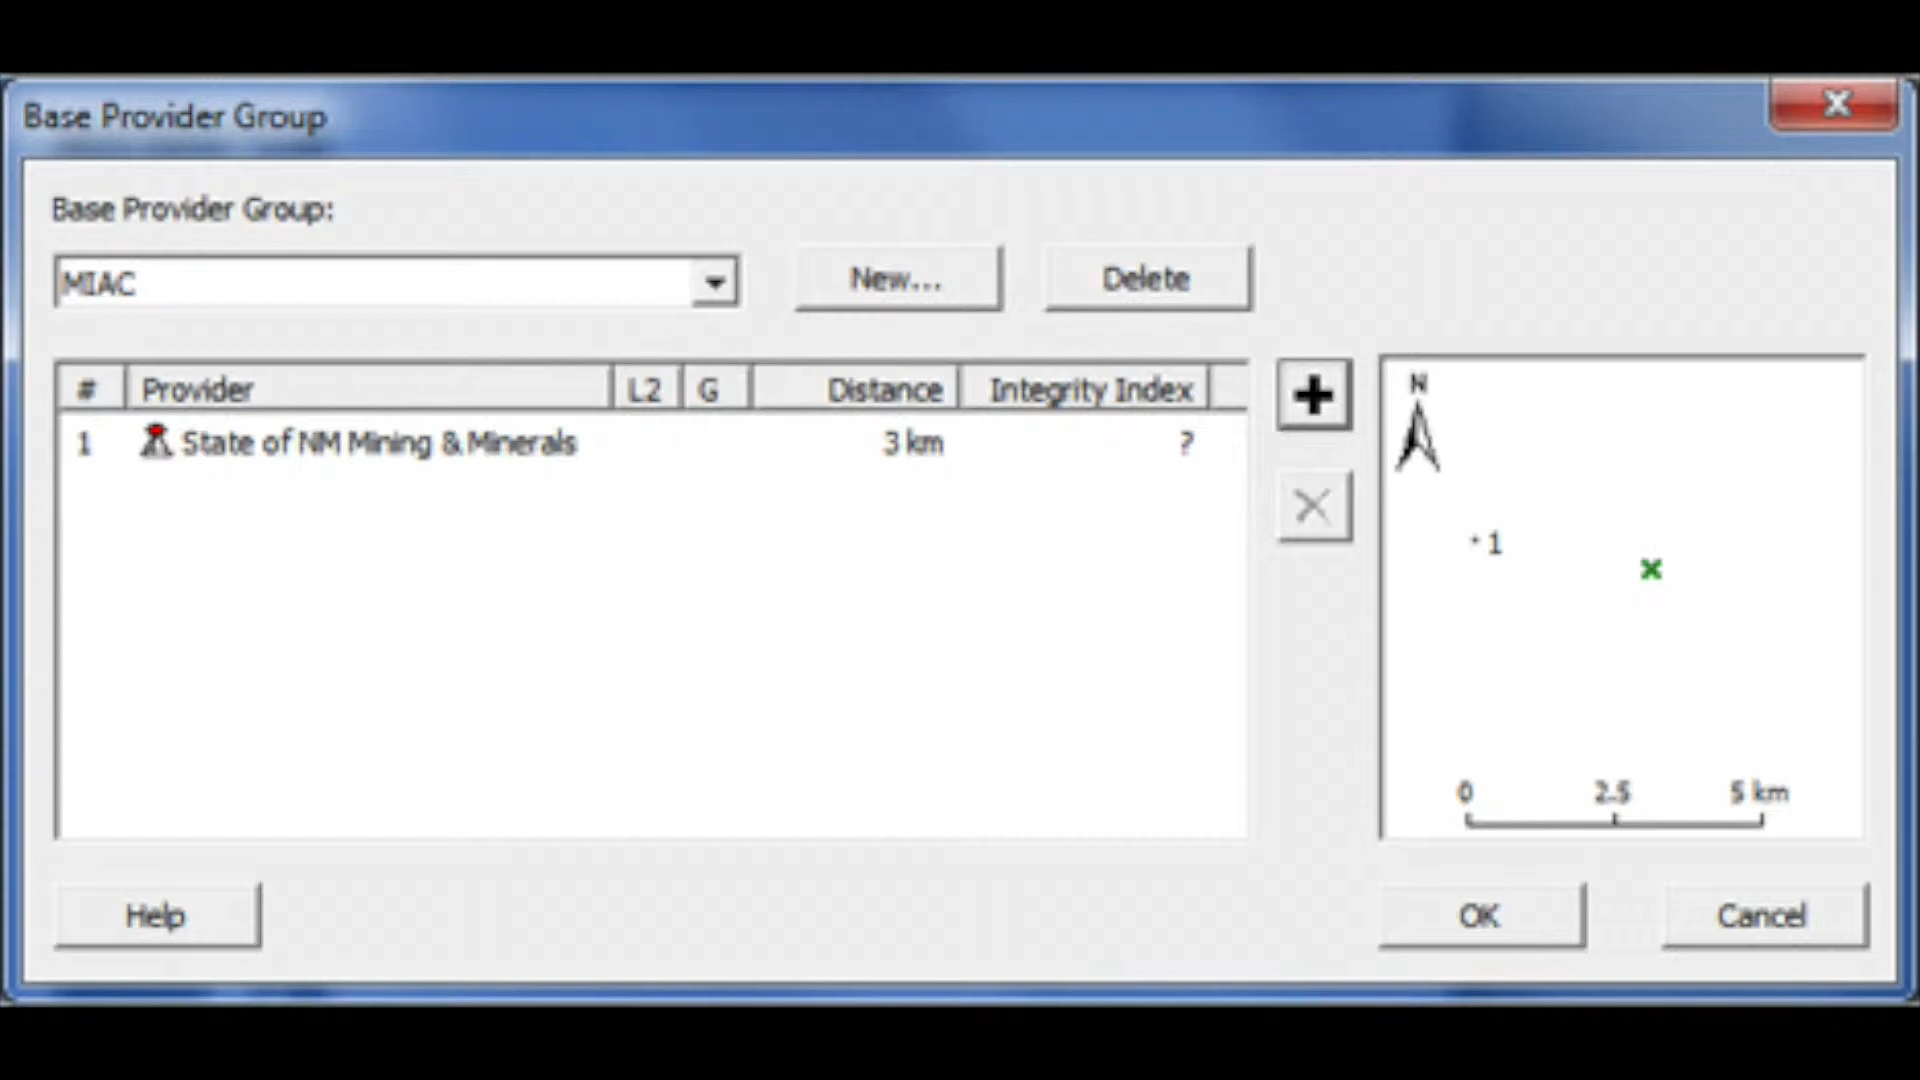 Base Provider Group
Base Provider Group:
MIAC
New...
Delete
# Provider L2 G Distance Integrity Index
1 State of NM Mining & Minerals 3 km ?
N
1
0 2.5 5 km
Help
OK
Cancel